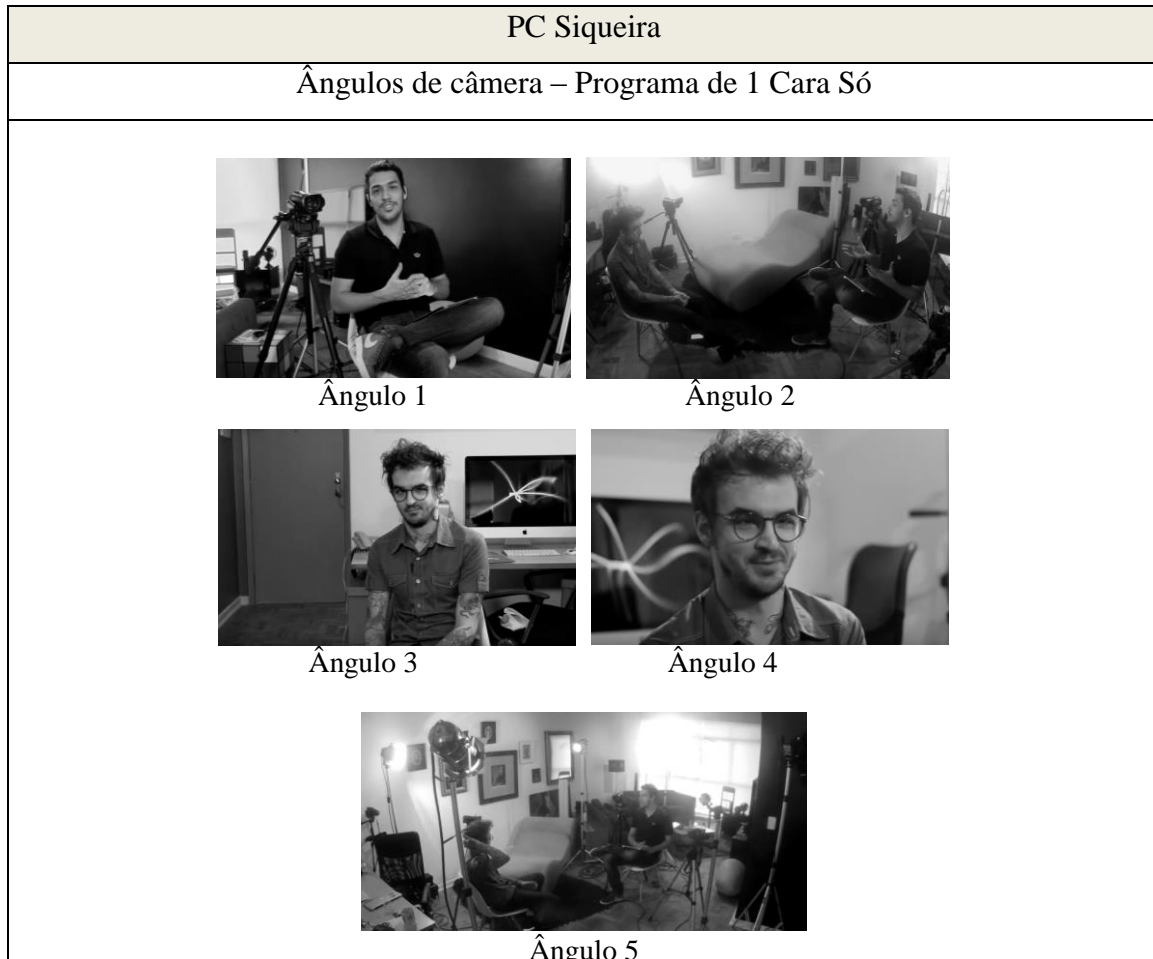 PC Siqueira
Ângulos de câmera – Programa de 1 Cara Só
Ângulo 1
Ângulo 2
Ângulo 3
Ângulo 4
Ângulo 5